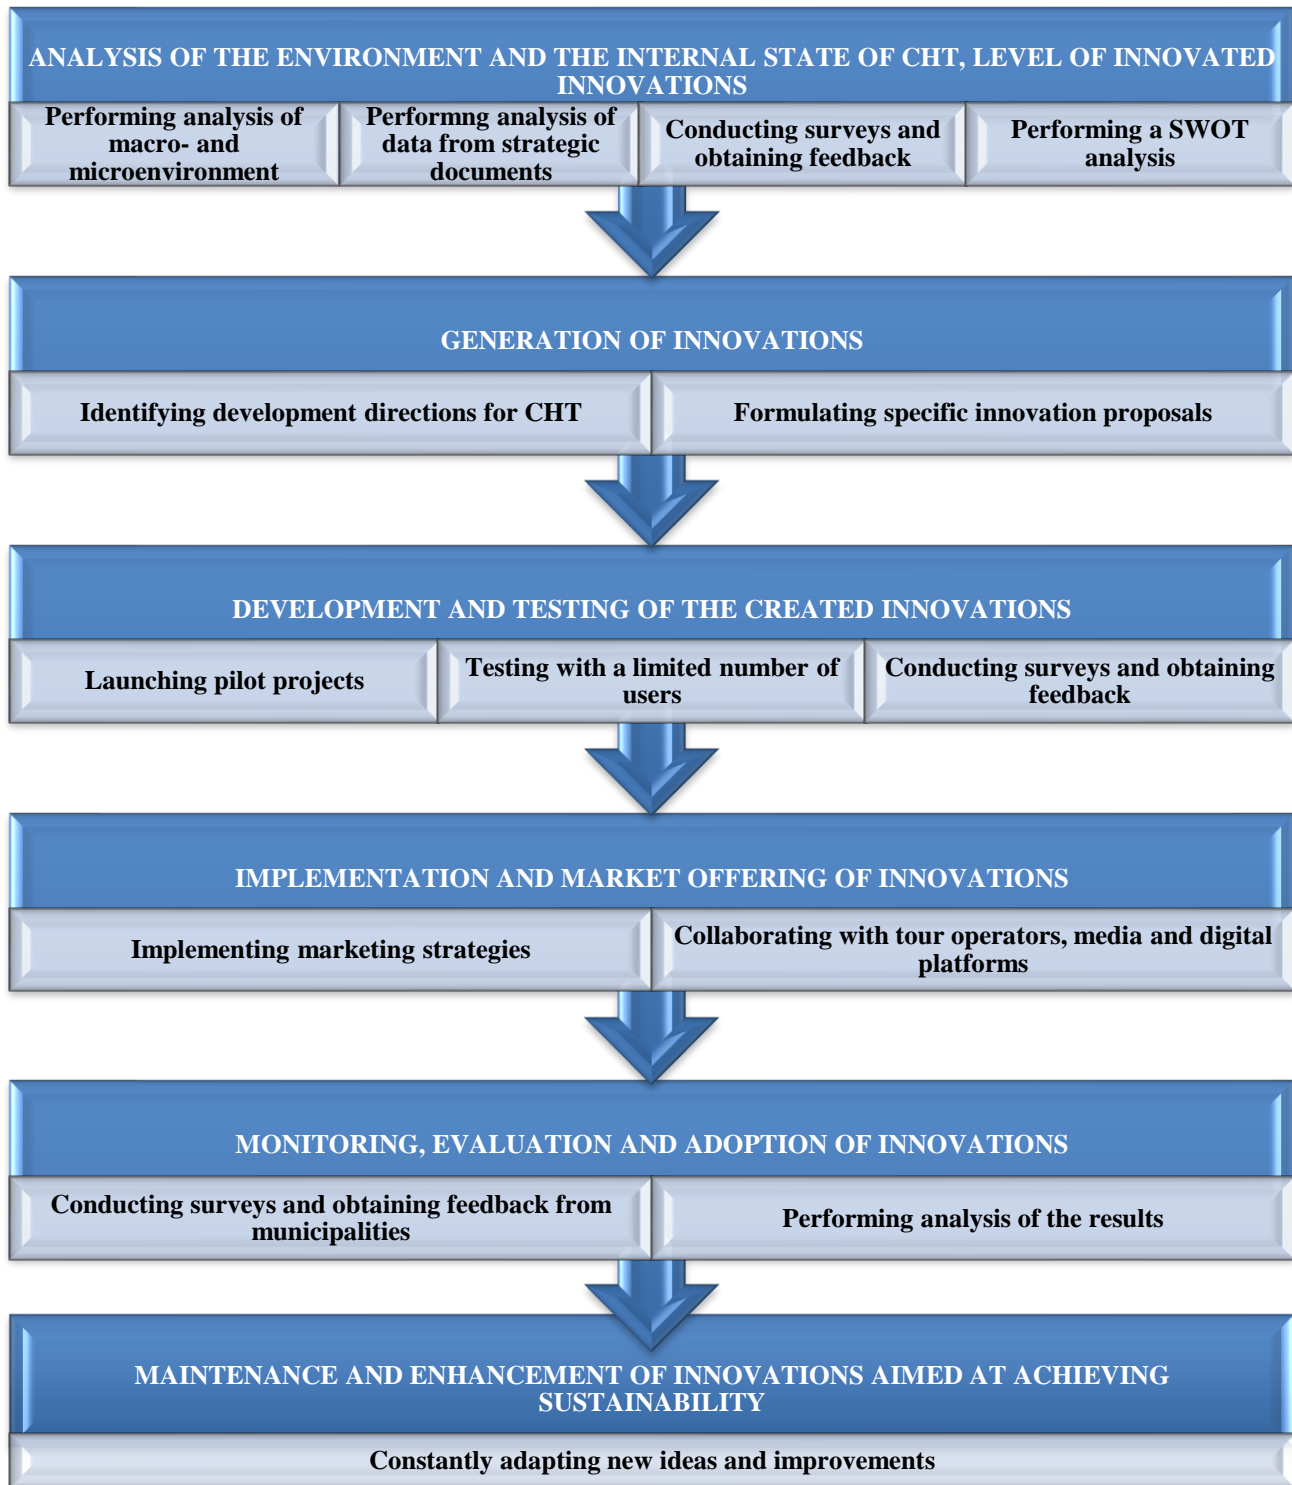 ANALYSIS OF THE ENVIRONMENT AND THE INTERNAL STATE OF CHT, LEVEL OF INNOVATED
INNOVATIONS
Performing analysis of
macro- and
microenvironment
Performng analysis of
data from strategic
documents
Conducting surveys and
obtaining feedback
Performing a SWOT
analysis
GENERATION OF INNOVATIONS
Identifying development directions for CHT
Formulating specific innovation proposals
DEVELOPMENT AND TESTING OF THE CREATED INNOVATIONS
Launching pilot projects
Testing with a limited number of
users
Conducting surveys and obtaining
feedback
IMPLEMENTATION AND MARKET OFFERING OF INNOVATIONS
Implementing marketing strategies
Collaborating with tour operators, media and digital
platforms
MONITORING, EVALUATION AND ADOPTION OF INNOVATIONS
Conducting surveys and obtaining feedback from
municipalities
Performing analysis of the results
MAINTENANCE AND ENHANCEMENT OF INNOVATIONS AIMED AT ACHIEVING
SUSTAINABILITY
Constantly adapting new ideas and improvements